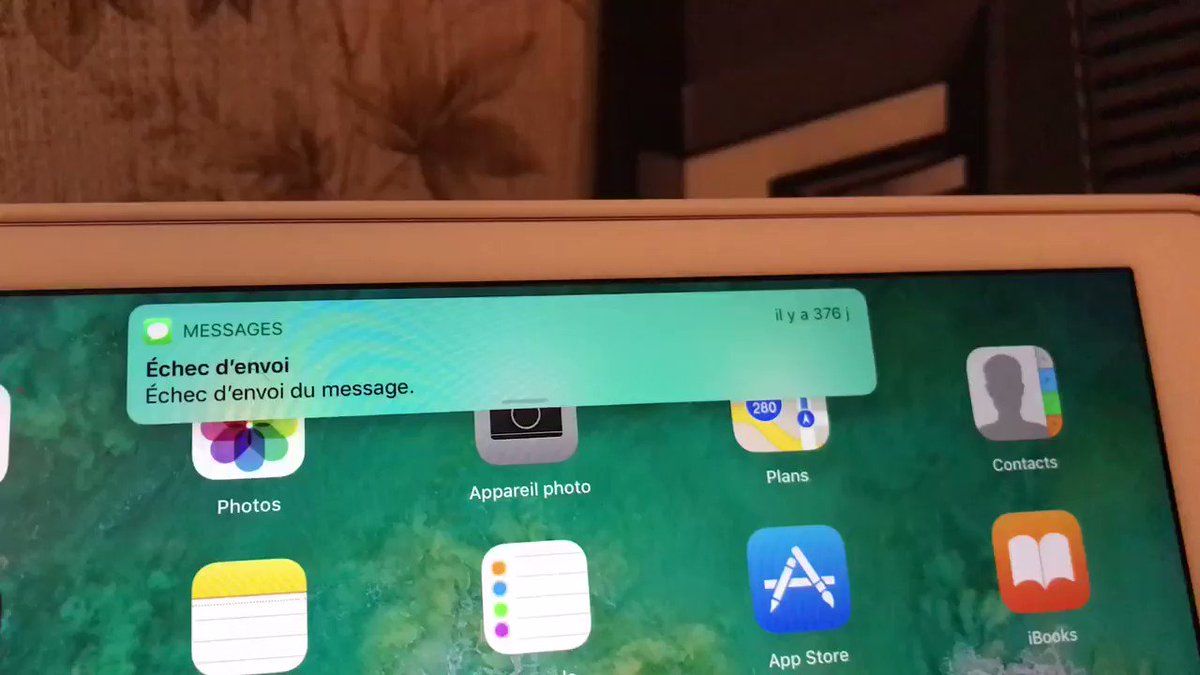 MESSAGES
il y a 376 j
Échec d’envoi
Échec d’envoi du message.
280
Photos
Appareil photo
Plans
Contacts
App Store
iBooks